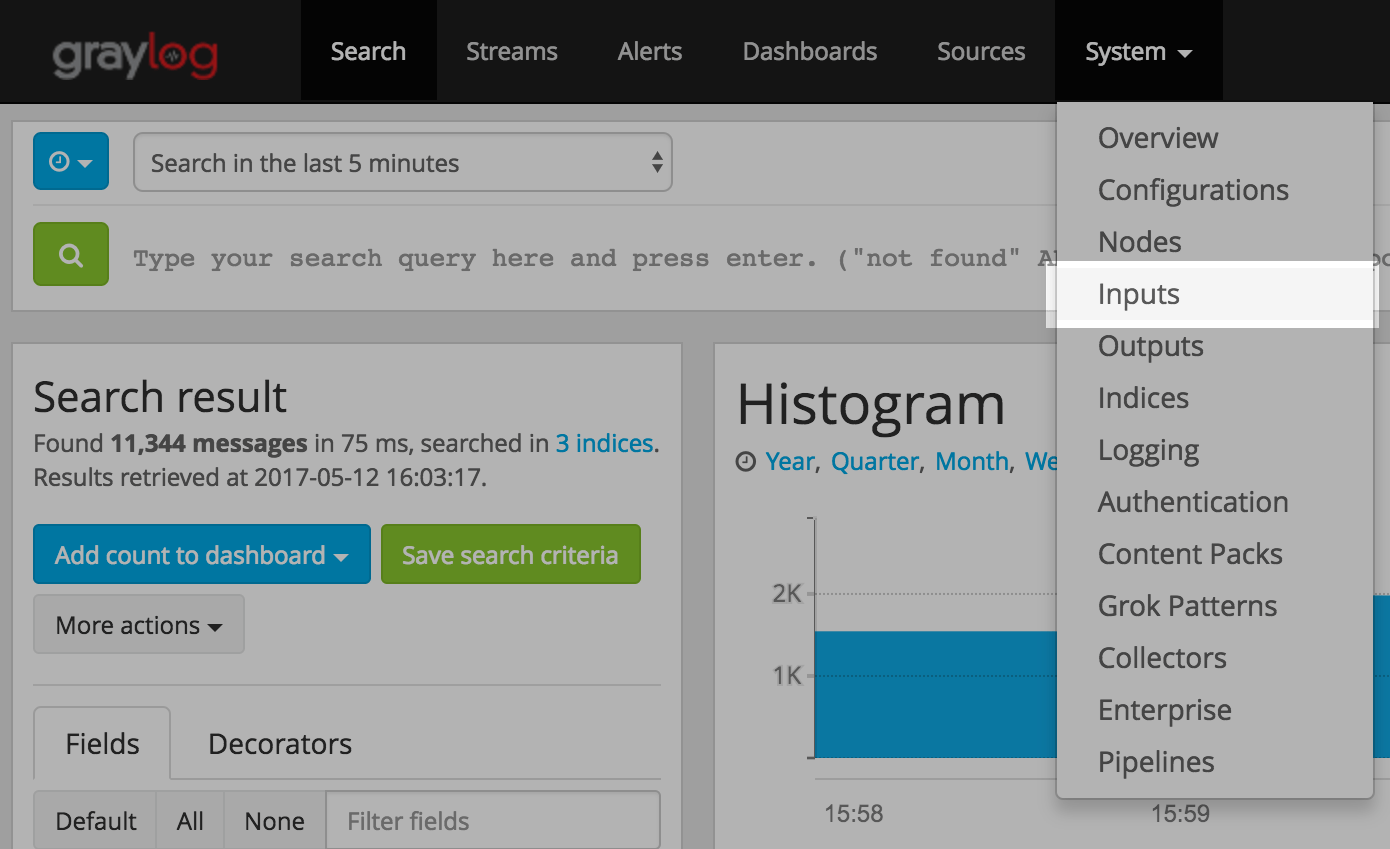 graylog
Search Streams Alerts Dashboards Sources System
Overview
Configurations
Nodes
Inputs
Outputs
Indices
Logging
Authentication
Content Packs
Grok Patterns
Collectors
Enterprise
Pipelines
Search in the last 5 minutes
Type your search query here and press enter. ("not found"
Search result
Found 11,344 messages in 75 ms, searched in 3 indices.
Results retrieved at 2017-05-12 16:03:17.
Add count to dashboard Save search criteria
More actions
Fields Decorators
Default All None Filter fields
Histogram
Year, Quarter, Month, We
2K
1K
15:58 15:59